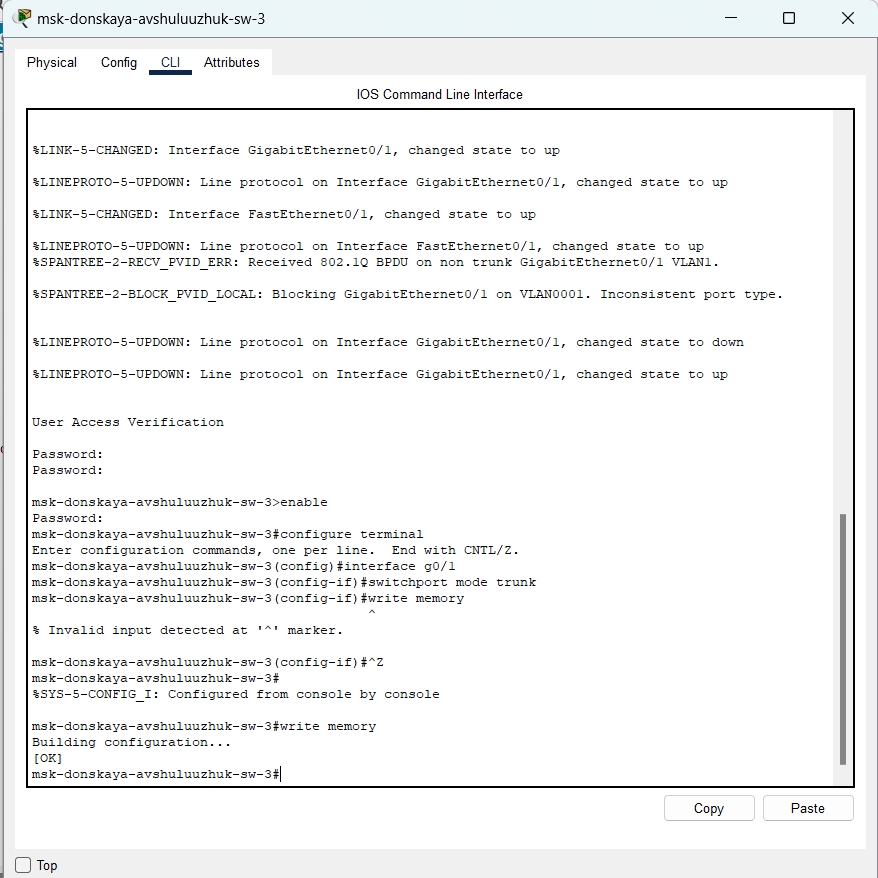 msk-donskaya-avshuluuzhuk-sw-3
Physical Config CLI Attributes
IOS Command Line Interface
%LINK-5-CHANGED: Interface GigabitEthernet0/1, changed state to up
%LINEPROTO-5-UPDOWN: Line protocol on Interface GigabitEthernet0/1, changed state to up
%LINK-5-CHANGED: Interface FastEthernet0/1, changed state to up
%LINEPROTO-5-UPDOWN: Line protocol on Interface FastEthernet0/1, changed state to up
%SPANTREE-2-RECV_PVID_ERR: Received 802.1Q BPDU on non trunk GigabitEthernet0/1 VLAN1.
%SPANTREE-2-BLOCK_PVID_LOCAL: Blocking GigabitEthernet0/1 on VLAN0001. Inconsistent port type.
%LINEPROTO-5-UPDOWN: Line protocol on Interface GigabitEthernet0/1, changed state to down
%LINEPROTO-5-UPDOWN: Line protocol on Interface GigabitEthernet0/1, changed state to up
User Access Verification
Password:
Password:
msk-donskaya-avshuluuzhuk-sw-3>enable
Password:
msk-donskaya-avshuluuzhuk-sw-3#configure terminal
Enter configuration commands, one per line.  End with CNTL/Z.
msk-donskaya-avshuluuzhuk-sw-3(config)#interface g0/1
msk-donskaya-avshuluuzhuk-sw-3(config-if)#switchport mode trunk
msk-donskaya-avshuluuzhuk-sw-3(config-if)#write memory
^
% Invalid input detected at '^' marker.
msk-donskaya-avshuluuzhuk-sw-3(config-if)#^Z
msk-donskaya-avshuluuzhuk-sw-3#
%SYS-5-CONFIG_I: Configured from console by console
msk-donskaya-avshuluuzhuk-sw-3#write memory
Building configuration...
[OK]
msk-donskaya-avshuluuzhuk-sw-3#
Copy Paste
Top